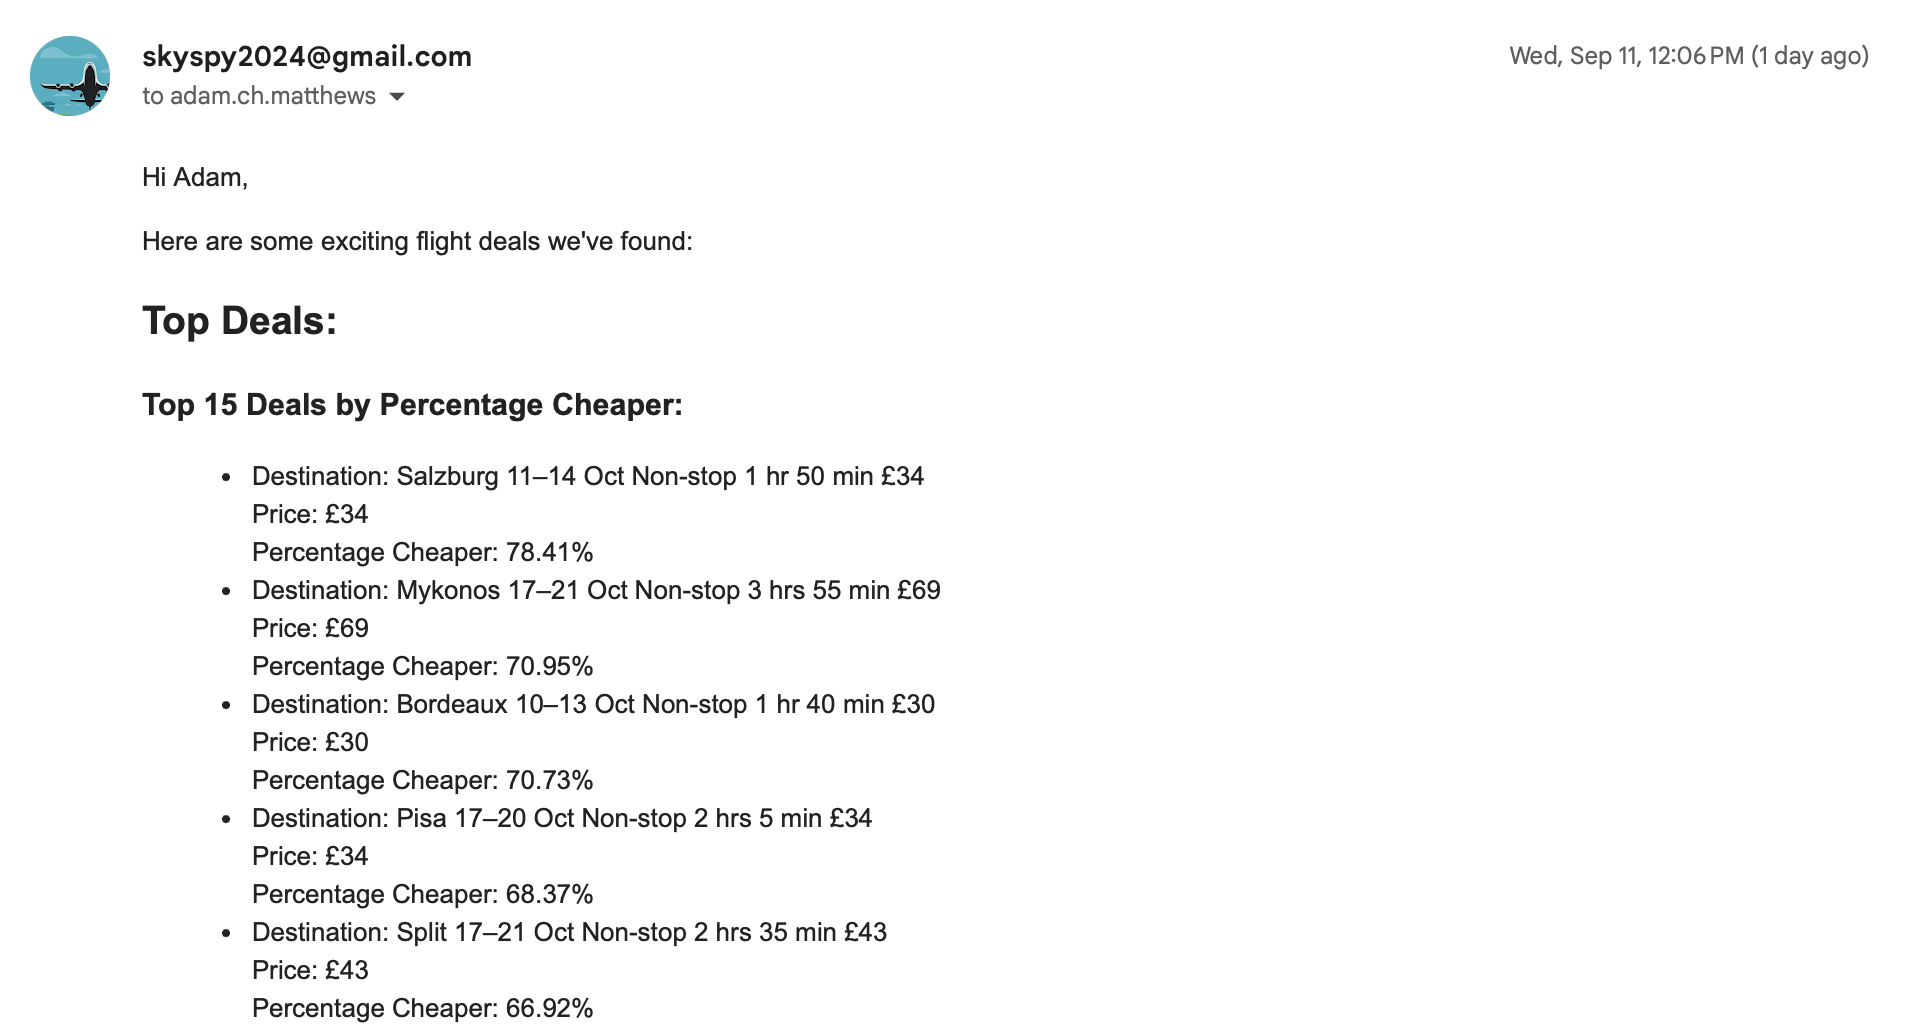 skyspy2024@gmail.com
Wed, Sep 11, 12:06 PM (1 day ago)
to adam.ch.matthews
Hi Adam,
Here are some exciting flight deals we've found:
Top Deals:
Top 15 Deals by Percentage Cheaper:
• Destination: Salzburg 11–14 Oct Non-stop 1 hr 50 min £34
Price: £34
Percentage Cheaper: 78.41%
• Destination: Mykonos 17–21 Oct Non-stop 3 hrs 55 min £69
Price: £69
Percentage Cheaper: 70.95%
• Destination: Bordeaux 10–13 Oct Non-stop 1 hr 40 min £30
Price: £30
Percentage Cheaper: 70.73%
• Destination: Pisa 17–20 Oct Non-stop 2 hrs 5 min £34
Price: £34
Percentage Cheaper: 68.37%
• Destination: Split 17–21 Oct Non-stop 2 hrs 35 min £43
Price: £43
Percentage Cheaper: 66.92%